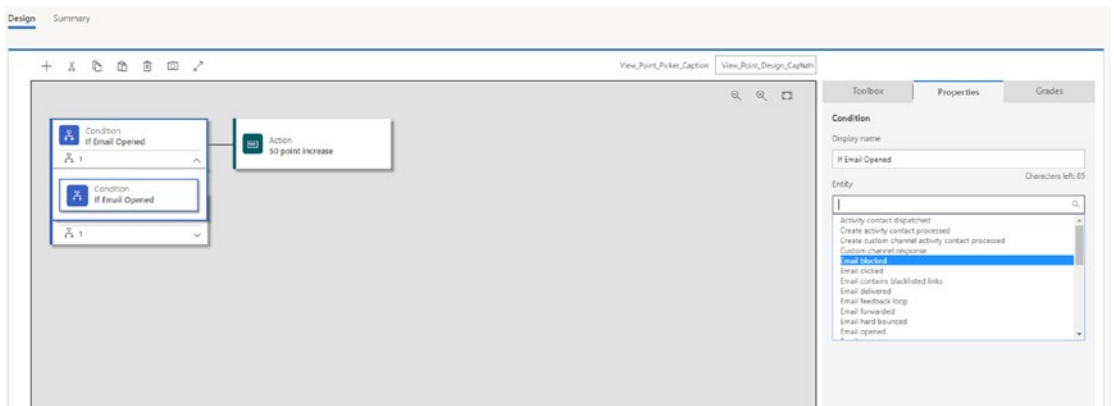 Design Summary
View_Point_Picker_Caption View_Point_Design_Caption
Toolbox Properties Grades
Condition
If Email Opened
1
Condition
If Email Opened
1
Action
50 point increase
Condition
Display name
If Email Opened
Characters left: 85
Entity
Activity contact dispatched
Create activity contact processed
Create custom channel activity contact processed
Custom channel response
Email blocked
Email clicked
Email contains blacklisted links
Email delivered
Email feedback loop
Email forwarded
Email hard bounced
Email opened